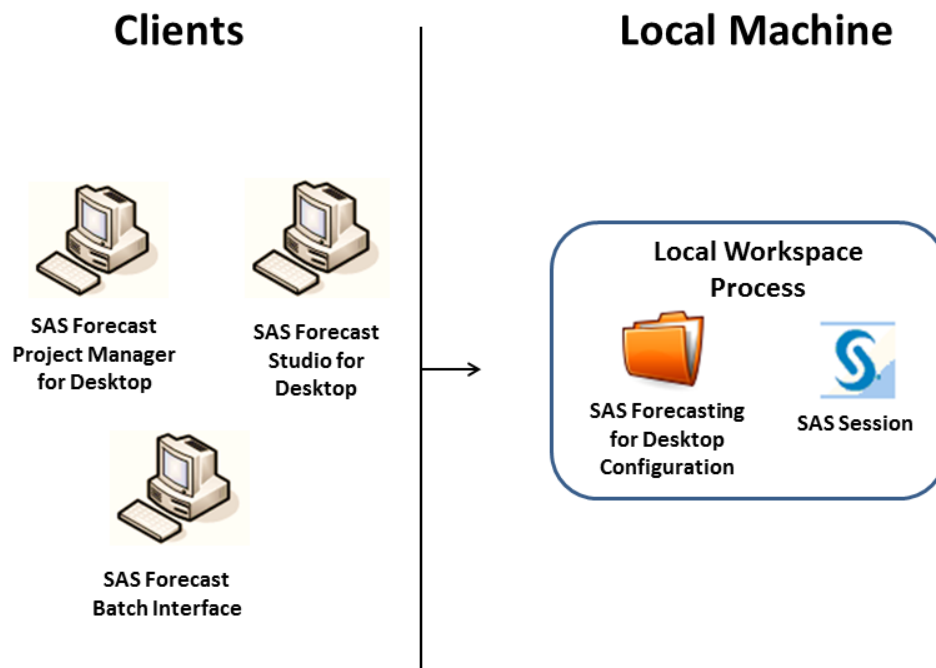 Clients
Local Machine
SAS Forecast
Project Manager
for Desktop
SAS Forecast
Studio for
Desktop
SAS Forecast
Batch Interface
Local Workspace
Process
SAS Forecasting
for Desktop
Configuration
SAS Session